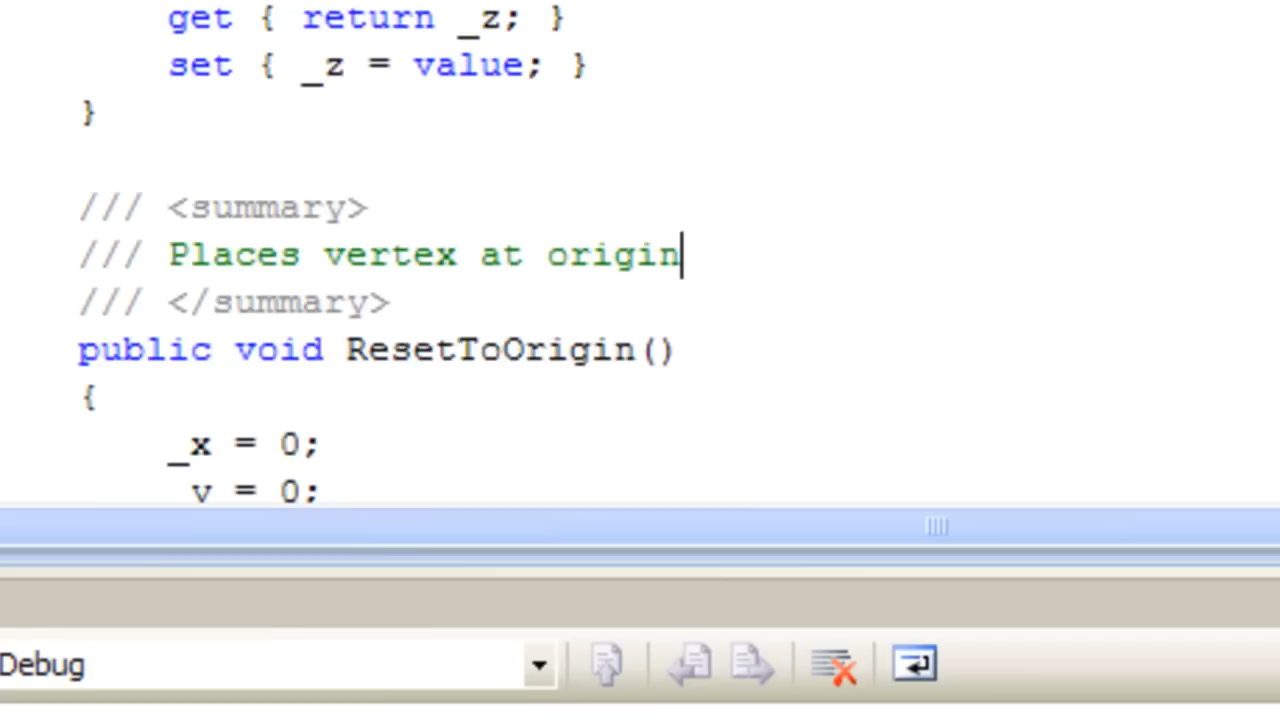 get { return _z; }
set { _z = value; }
}
/// <summary>
/// Places vertex at origin
/// </summary>
public void ResetToOrigin()
{
_x = 0;
y = 0;
Debug